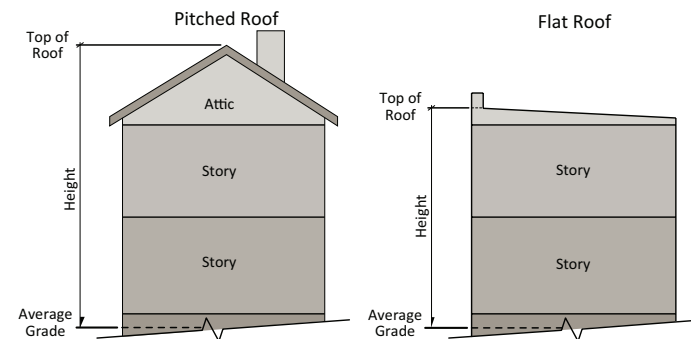 Pitched Roof
Top of
Roof
Attic
Story
Height
Story
Average
Grade
Flat Roof
Top of
Roof
Story
Height
Story
Average
Grade